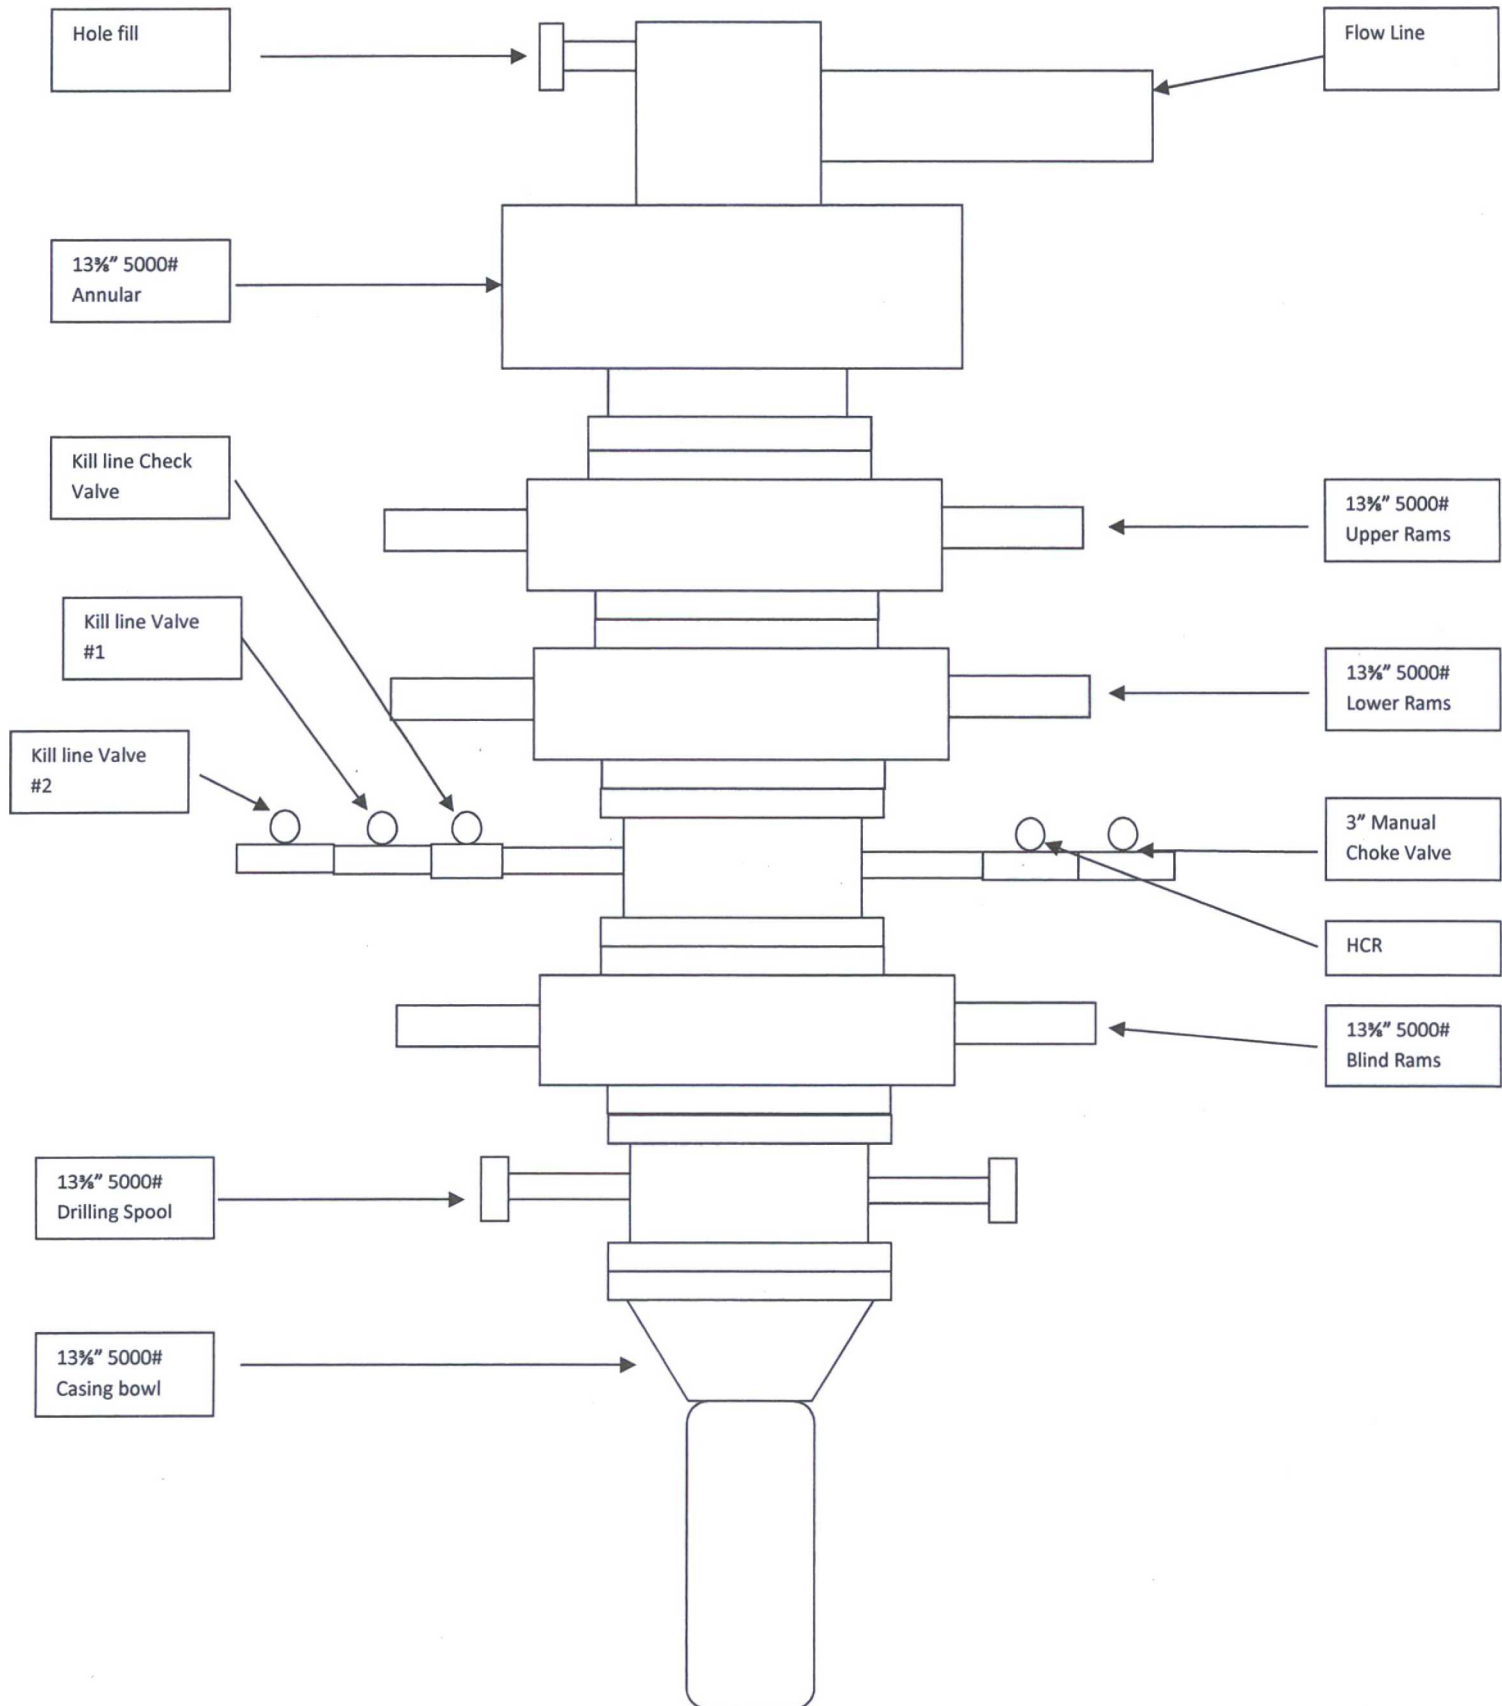 Hole fill
Flow Line
13⅝” 5000#
Annular
Kill line Check
Valve
13⅝” 5000#
Upper Rams
Kill line Valve
#1
13⅝” 5000#
Lower Rams
Kill line Valve
#2
3” Manual
Choke Valve
HCR
13⅝” 5000#
Blind Rams
13⅝” 5000#
Drilling Spool
13⅝” 5000#
Casing bowl